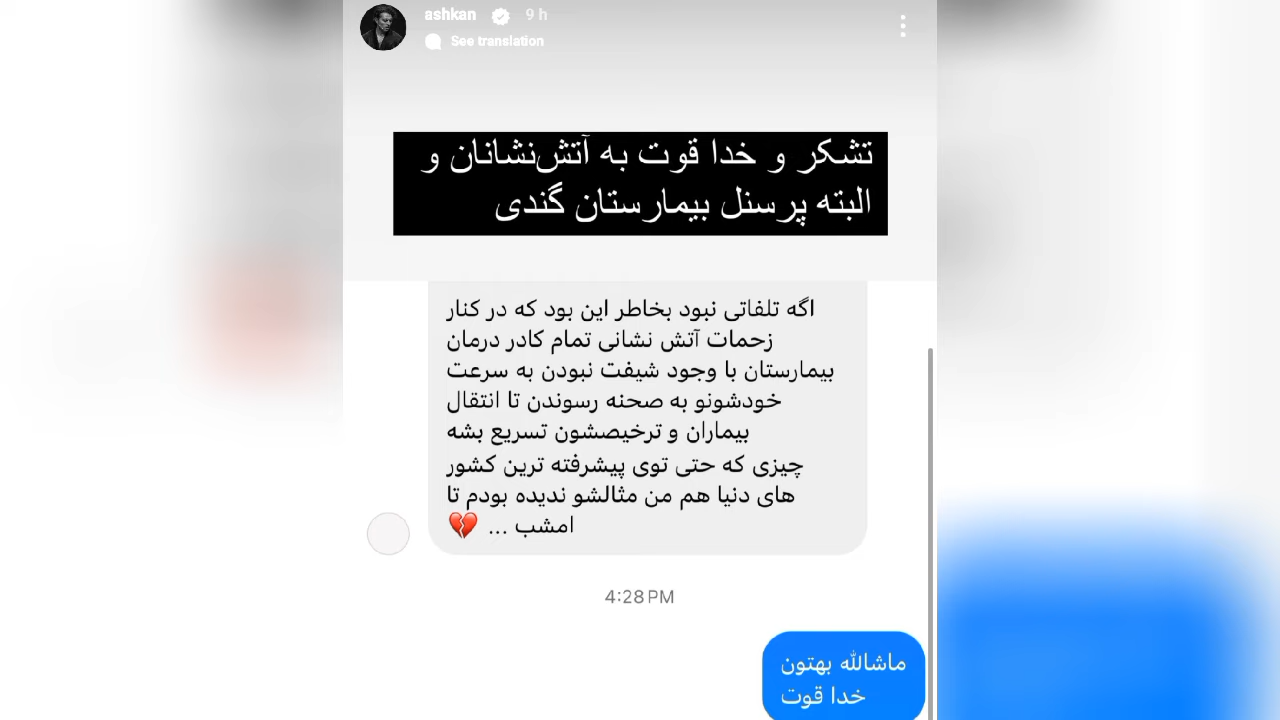 ashkan 9 h
See translation
تشکر و خدا قوت به آتش‌نشانان و
البته پرسنل بیمارستان گندی
اگه تلفاتی نبود بخاطر این بود که در کنار
زحمات آتش نشانی تمام کادر درمان
بیمارستان با وجود شیفت نبودن به سرعت
خودشونو به صحنه رسوندن تا انتقال
بیماران و ترخیصشون تسریع بشه
چیزی که حتی توی پیشرفته ترین کشور
های دنیا هم من مثالشو ندیده بودم تا
امشب ... 💔
4:28 PM
ماشالله بهتون
خدا قوت